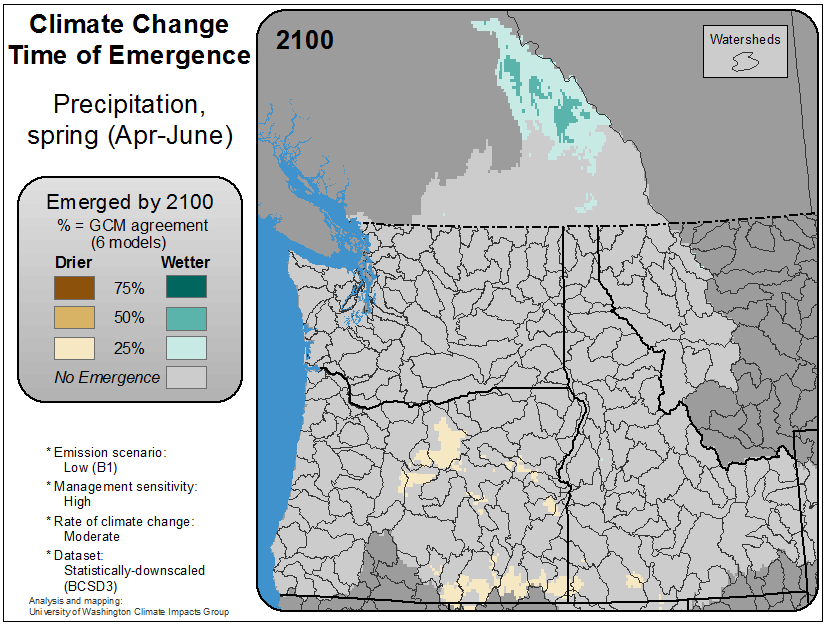 Climate Change
Time of Emergence
Precipitation,
spring (Apr-June)
Emerged by 2100
% = GCM agreement
(6 models)
Drier Wetter
75%
50%
25%
No Emergence
* Emission scenario:
Low (B1)
* Management sensitivity:
High
* Rate of climate change:
Moderate
* Dataset:
Statistically-downscaled
(BCSD3)
Analysis and mapping:
University of Washington Climate Impacts Group
2100
Watersheds